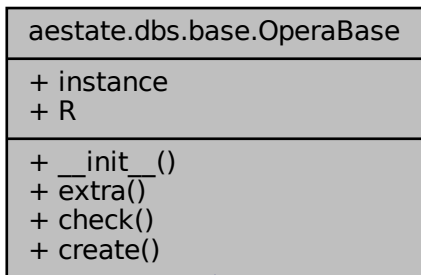 aestate.dbs.base.OperaBase
+ instance
+ R
+ __init__()
+ extra()
+ check()
+ create()